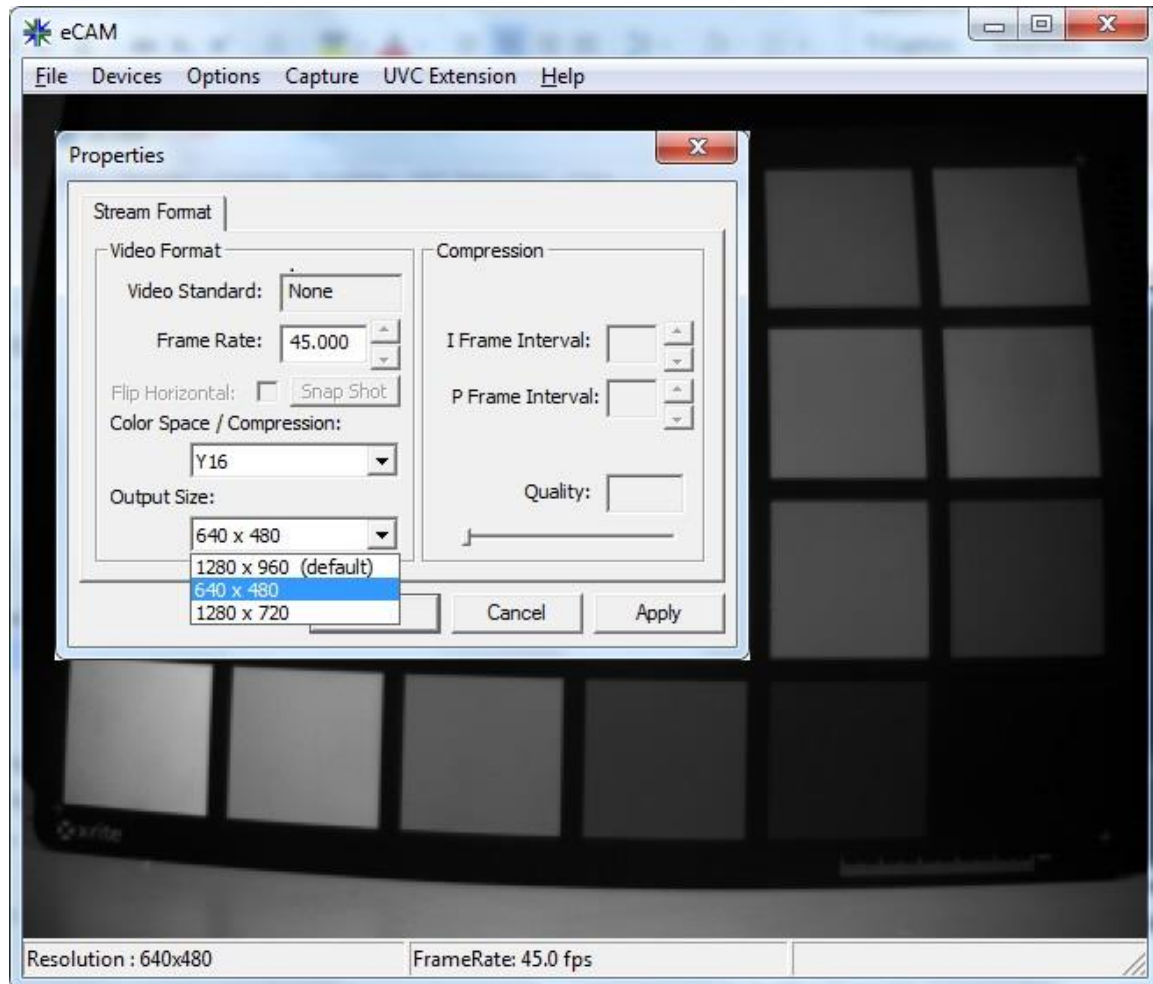 eCAM
File Devices Options Capture UVC Extension Help
Properties
Stream Format
Video Format
Compression
Video Standard: None
Frame Rate: 45.000
I Frame Interval:
Flip Horizontal: Snap Shot
P Frame Interval:
Color Space / Compression:
Y16
Output Size:
Quality:
640 x 480
1280 x 960 (default)
640 x 480
1280 x 720
Cancel Apply
x·rite
Resolution : 640x480 FrameRate: 45.0 fps